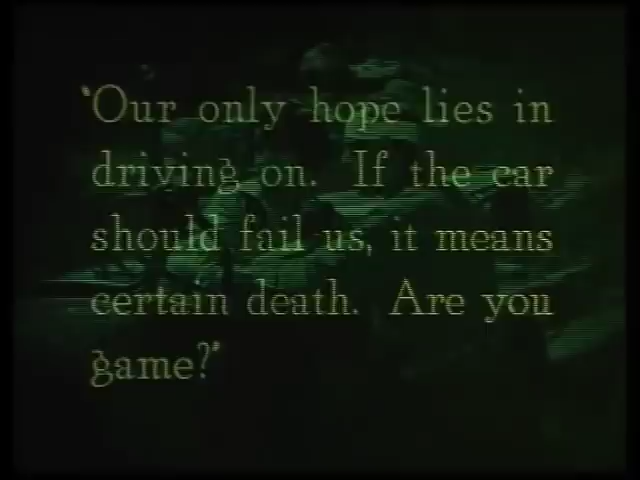 "Our only hope lies in
driving on. If the car
should fail us, it means
certain death. Are you
game?"